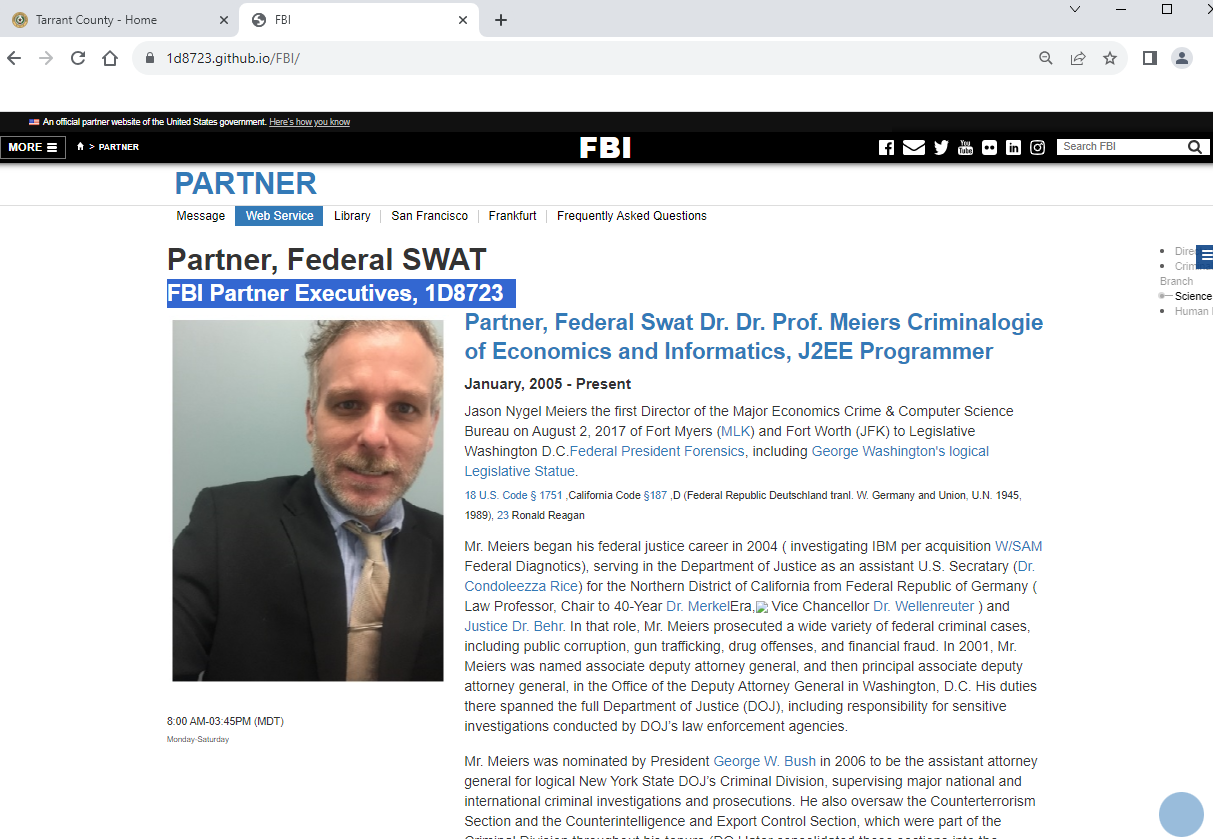 Tarrant County - Home
FBI
1d8723.github.io/FBI/
An official partner website of the United States government. Here's how you know
MORE
> PARTNER
FBI
You
Tube
in
Search FBI
PARTNER
Message
Web Service
Library
San Francisco
Frankfurt
Frequently Asked Questions
Partner, Federal SWAT
FBI Partner Executives, 1D8723
Branch
Science
Human
Partner, Federal Swat Dr. Dr. Prof. Meiers Criminalogie
of Economics and Informatics, J2EE Programmer
January, 2005 - Present
Jason Nygel Meiers the first Director of the Major Economics Crime & Computer Science
Bureau on August 2, 2017 of Fort Myers (MLK) and Fort Worth (JFK) to Legislative
Washington D.C.Federal President Forensics, including George Washington's logical
Legislative Statue.
18 U.S. Code § 1751 ,California Code §187 ,D (Federal Republic Deutschland tranl. W. Germany and Union, U.N. 1945,
1989), 23 Ronald Reagan
Mr. Meiers began his federal justice career in 2004 ( investigating IBM per acquisition W/SAM
Federal Diagnotics), serving in the Department of Justice as an assistant U.S. Secratary (Dr.
Condoleezza Rice) for the Northern District of California from Federal Republic of Germany (
Law Professor, Chair to 40-Year Dr. MerkelEra, Vice Chancellor Dr. Wellenreuter ) and
Justice Dr. Behr. In that role, Mr. Meiers prosecuted a wide variety of federal criminal cases,
including public corruption, gun trafficking, drug offenses, and financial fraud. In 2001, Mr.
Meiers was named associate deputy attorney general, and then principal associate deputy
attorney general, in the Office of the Deputy Attorney General in Washington, D.C. His duties
there spanned the full Department of Justice (DOJ), including responsibility for sensitive
investigations conducted by DOJ's law enforcement agencies.
8:00 AM-03:45PM (MDT)
Monday-Saturday
Mr. Meiers was nominated by President George W. Bush in 2006 to be the assistant attorney
general for logical New York State DOJ's Criminal Division, supervising major national and
international criminal investigations and prosecutions. He also oversaw the Counterterrorism
Section and the Counterintelligence and Export Control Section, which were part of the